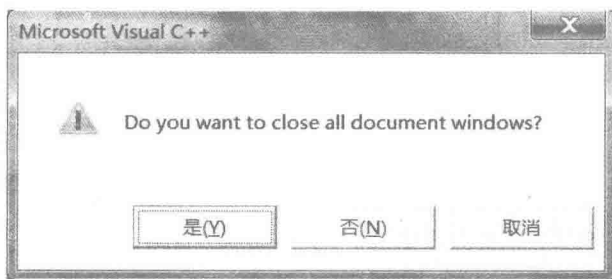 Microsoft Visual C++
Do you want to close all document windows?
是(Y) 否(N) 取消